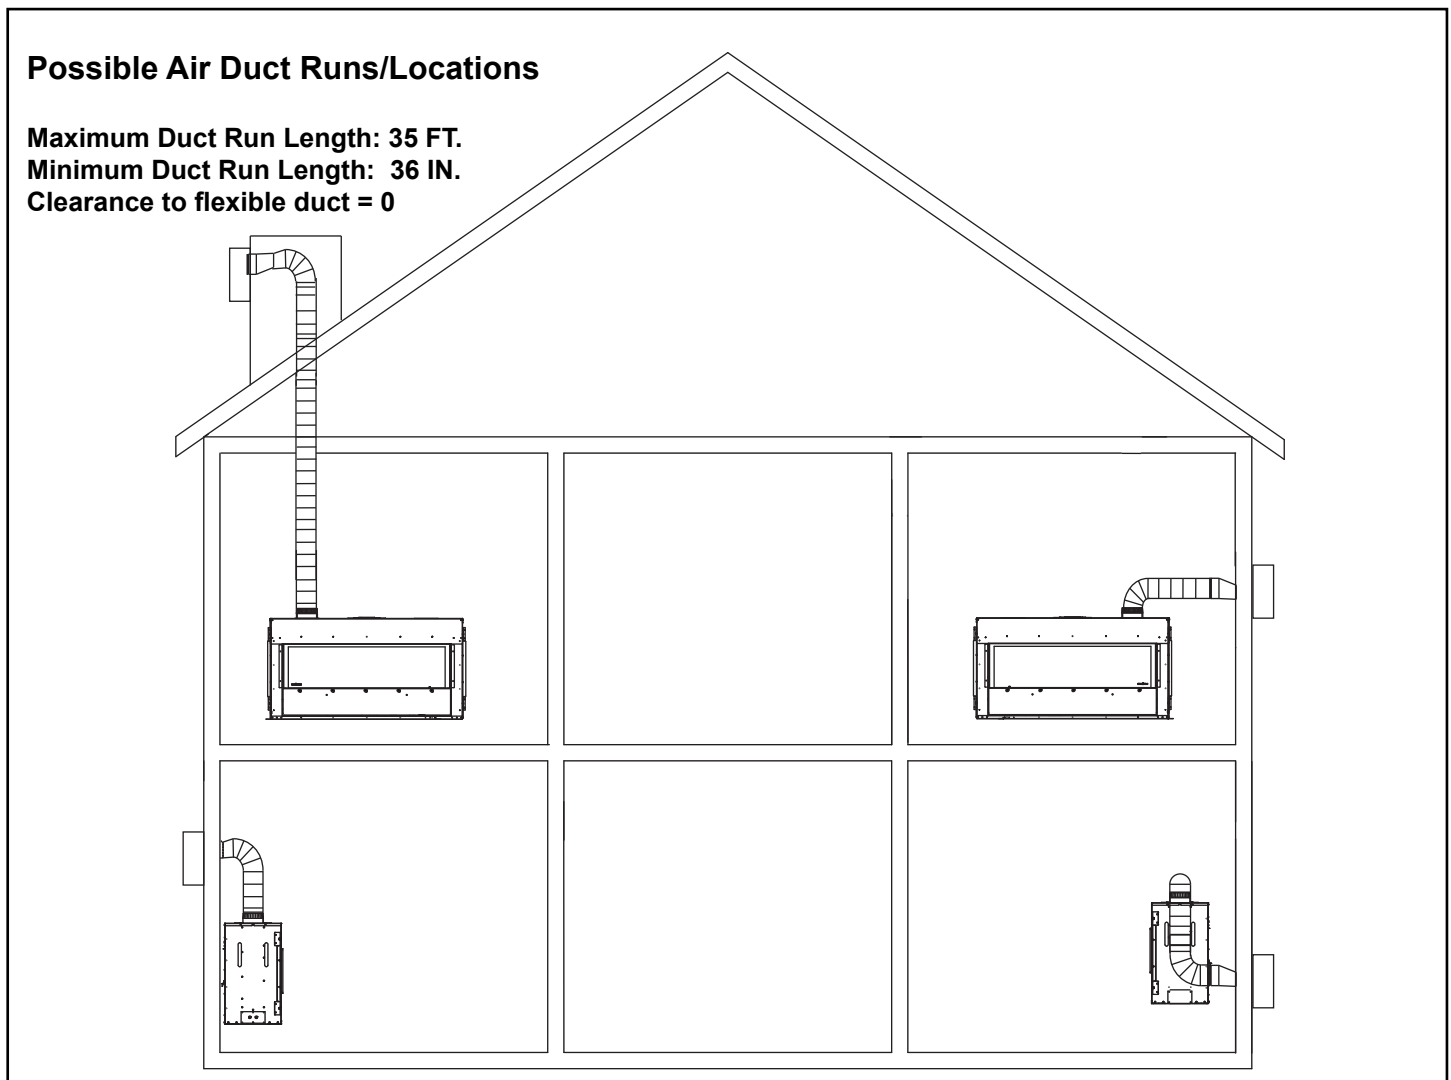 Possible Air Duct Runs/Locations
Maximum Duct Run Length: 35 FT.
Minimum Duct Run Length:  36 IN.
Clearance to flexible duct = 0